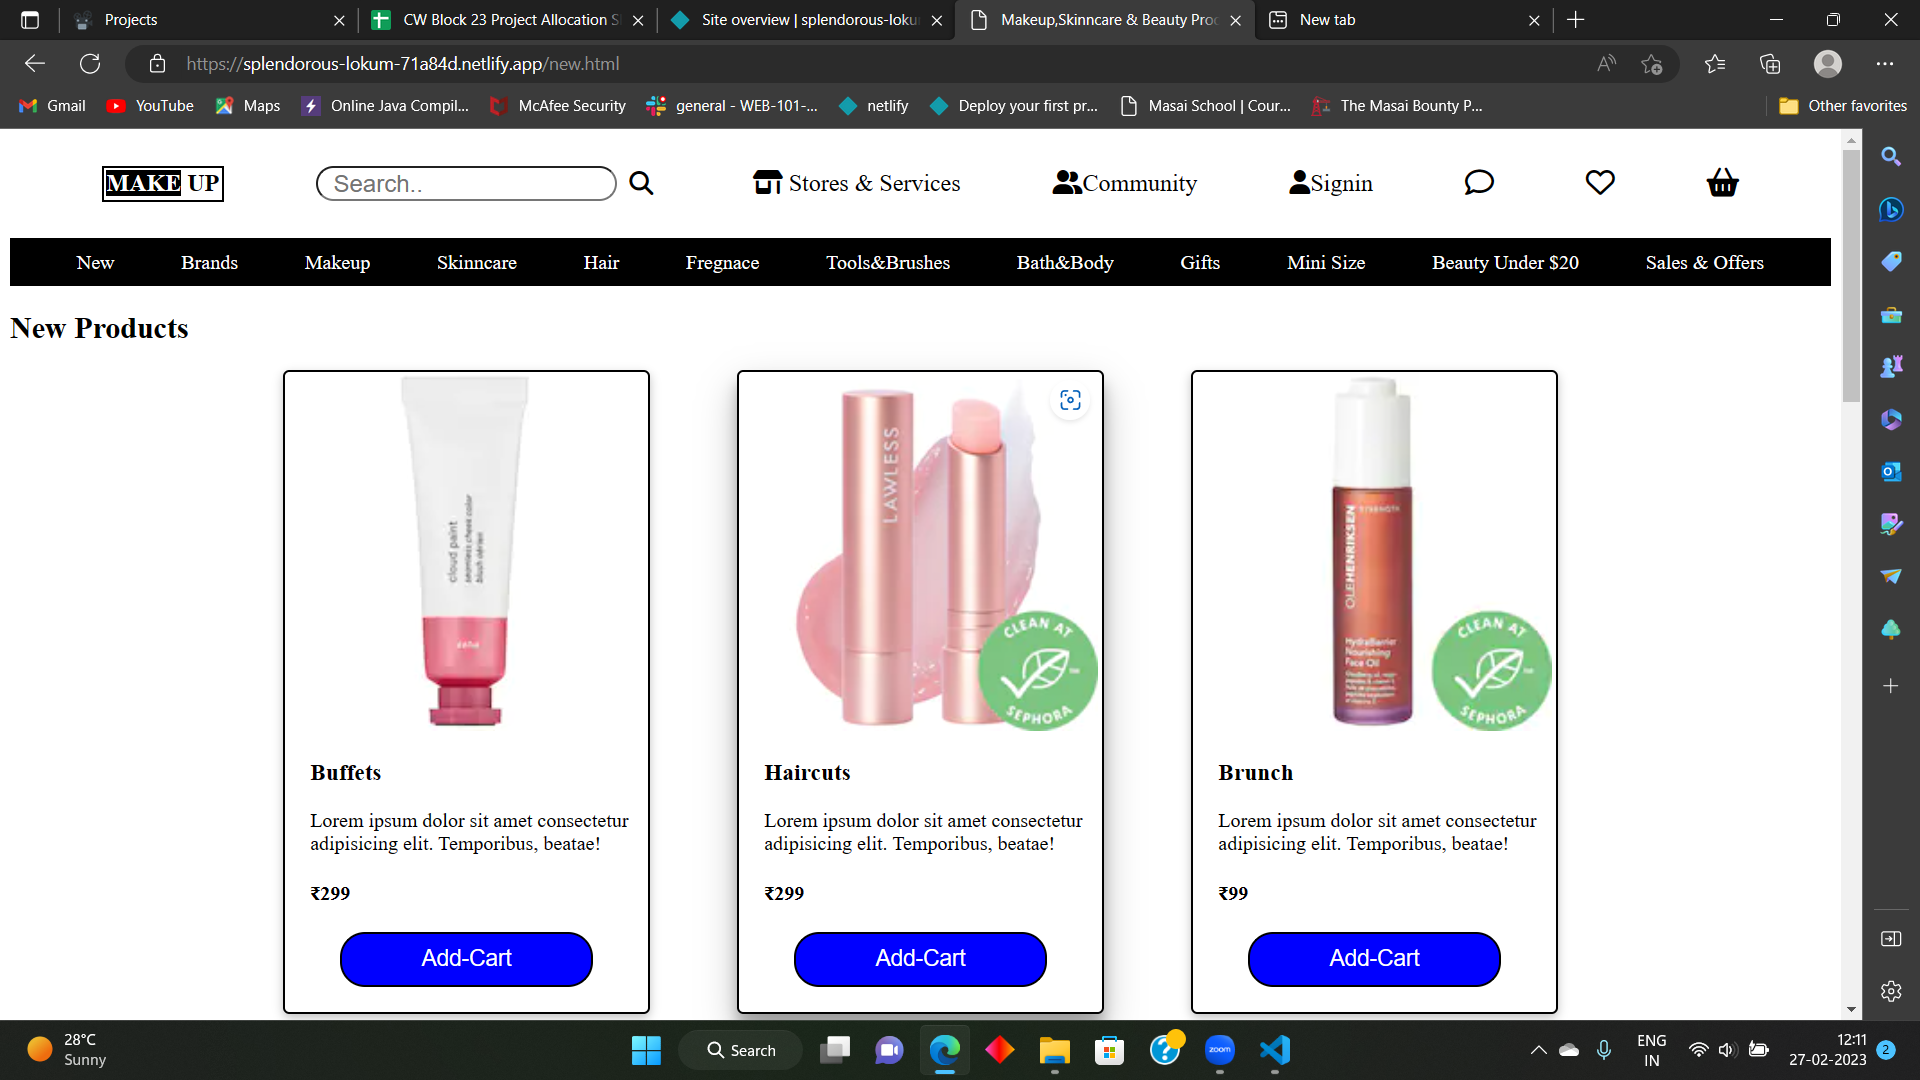 Projects
CW Block 23 Project Allocation S
Site overview | splendorous-loku
Makeup,Skinncare & Beauty Pro
New tab
https://splendorous-lokum-71a84d.netlify.app/new.html
Gmail
YouTube
Maps
Online Java Compil...
McAfee Security
general - WEB-101-...
netlify
Deploy your first pr...
Masai School | Cour...
The Masai Bounty P...
Other favorites
MAKE UP
Search..
Stores & Services
Community
Signin
New
Brands
Makeup
Skinncare
Hair
Fregnace
Tools&Brushes
Bath&Body
Gifts
Mini Size
Beauty Under $20
Sales & Offers
New Products
cloud paint
seamless cheek color
LAWLESS
CLEAN AT
SEPHORA
STRENGTH
OLEHENRIKSEN
HydraBarrier
Nourishing
Face Oil
CLEAN AT
SEPHORA
Buffets
Lorem ipsum dolor sit amet consectetur
adipisicing elit. Temporibus, beatae!
₹299
Add-Cart
Haircuts
Lorem ipsum dolor sit amet consectetur
adipisicing elit. Temporibus, beatae!
₹299
Add-Cart
Brunch
Lorem ipsum dolor sit amet consectetur
adipisicing elit. Temporibus, beatae!
₹99
Add-Cart
28°C
Sunny
Search
zoom
ENG
IN
12:11
27-02-2023
2